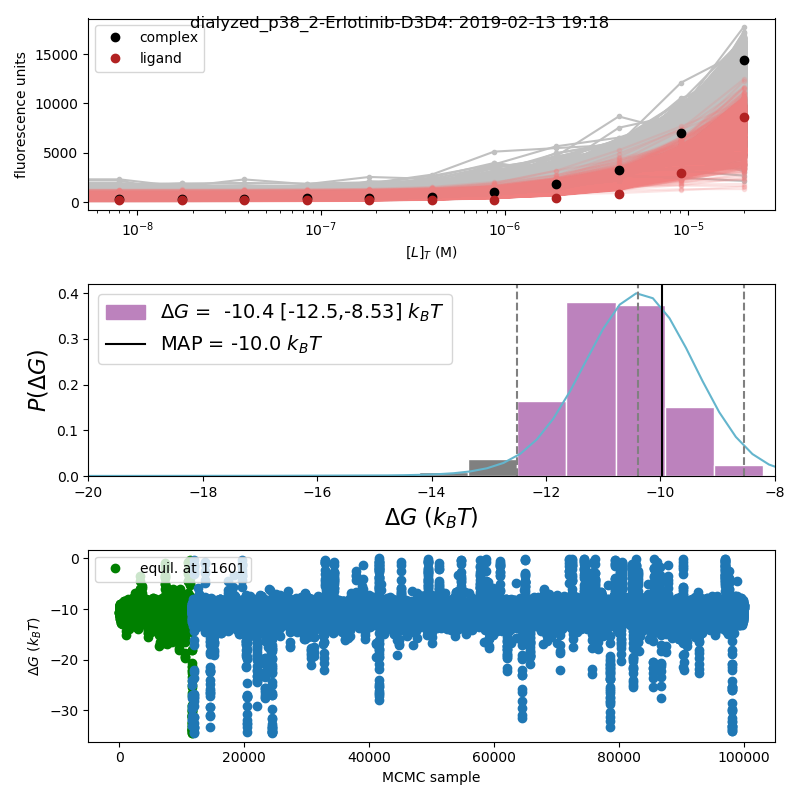 dialyzed_p38_2-Erlotinib-D3D4: 2019-02-13 19:18
complex
ligand
fluorescence units
15000
10000
5000
0
10⁻⁸ 10⁻⁷ 10⁻⁶ 10⁻⁵
[L]_T (M)
ΔG = -10.4 [-12.5,-8.53] k_BT
MAP = -10.0 k_BT
P(ΔG)
0.4
0.3
0.2
0.1
0.0
−20 −18 −16 −14 −12 −10 −8
ΔG (k_BT)
equil. at 11601
ΔG (k_BT)
0
−10
−20
−30
0 20000 40000 60000 80000 100000
MCMC sample